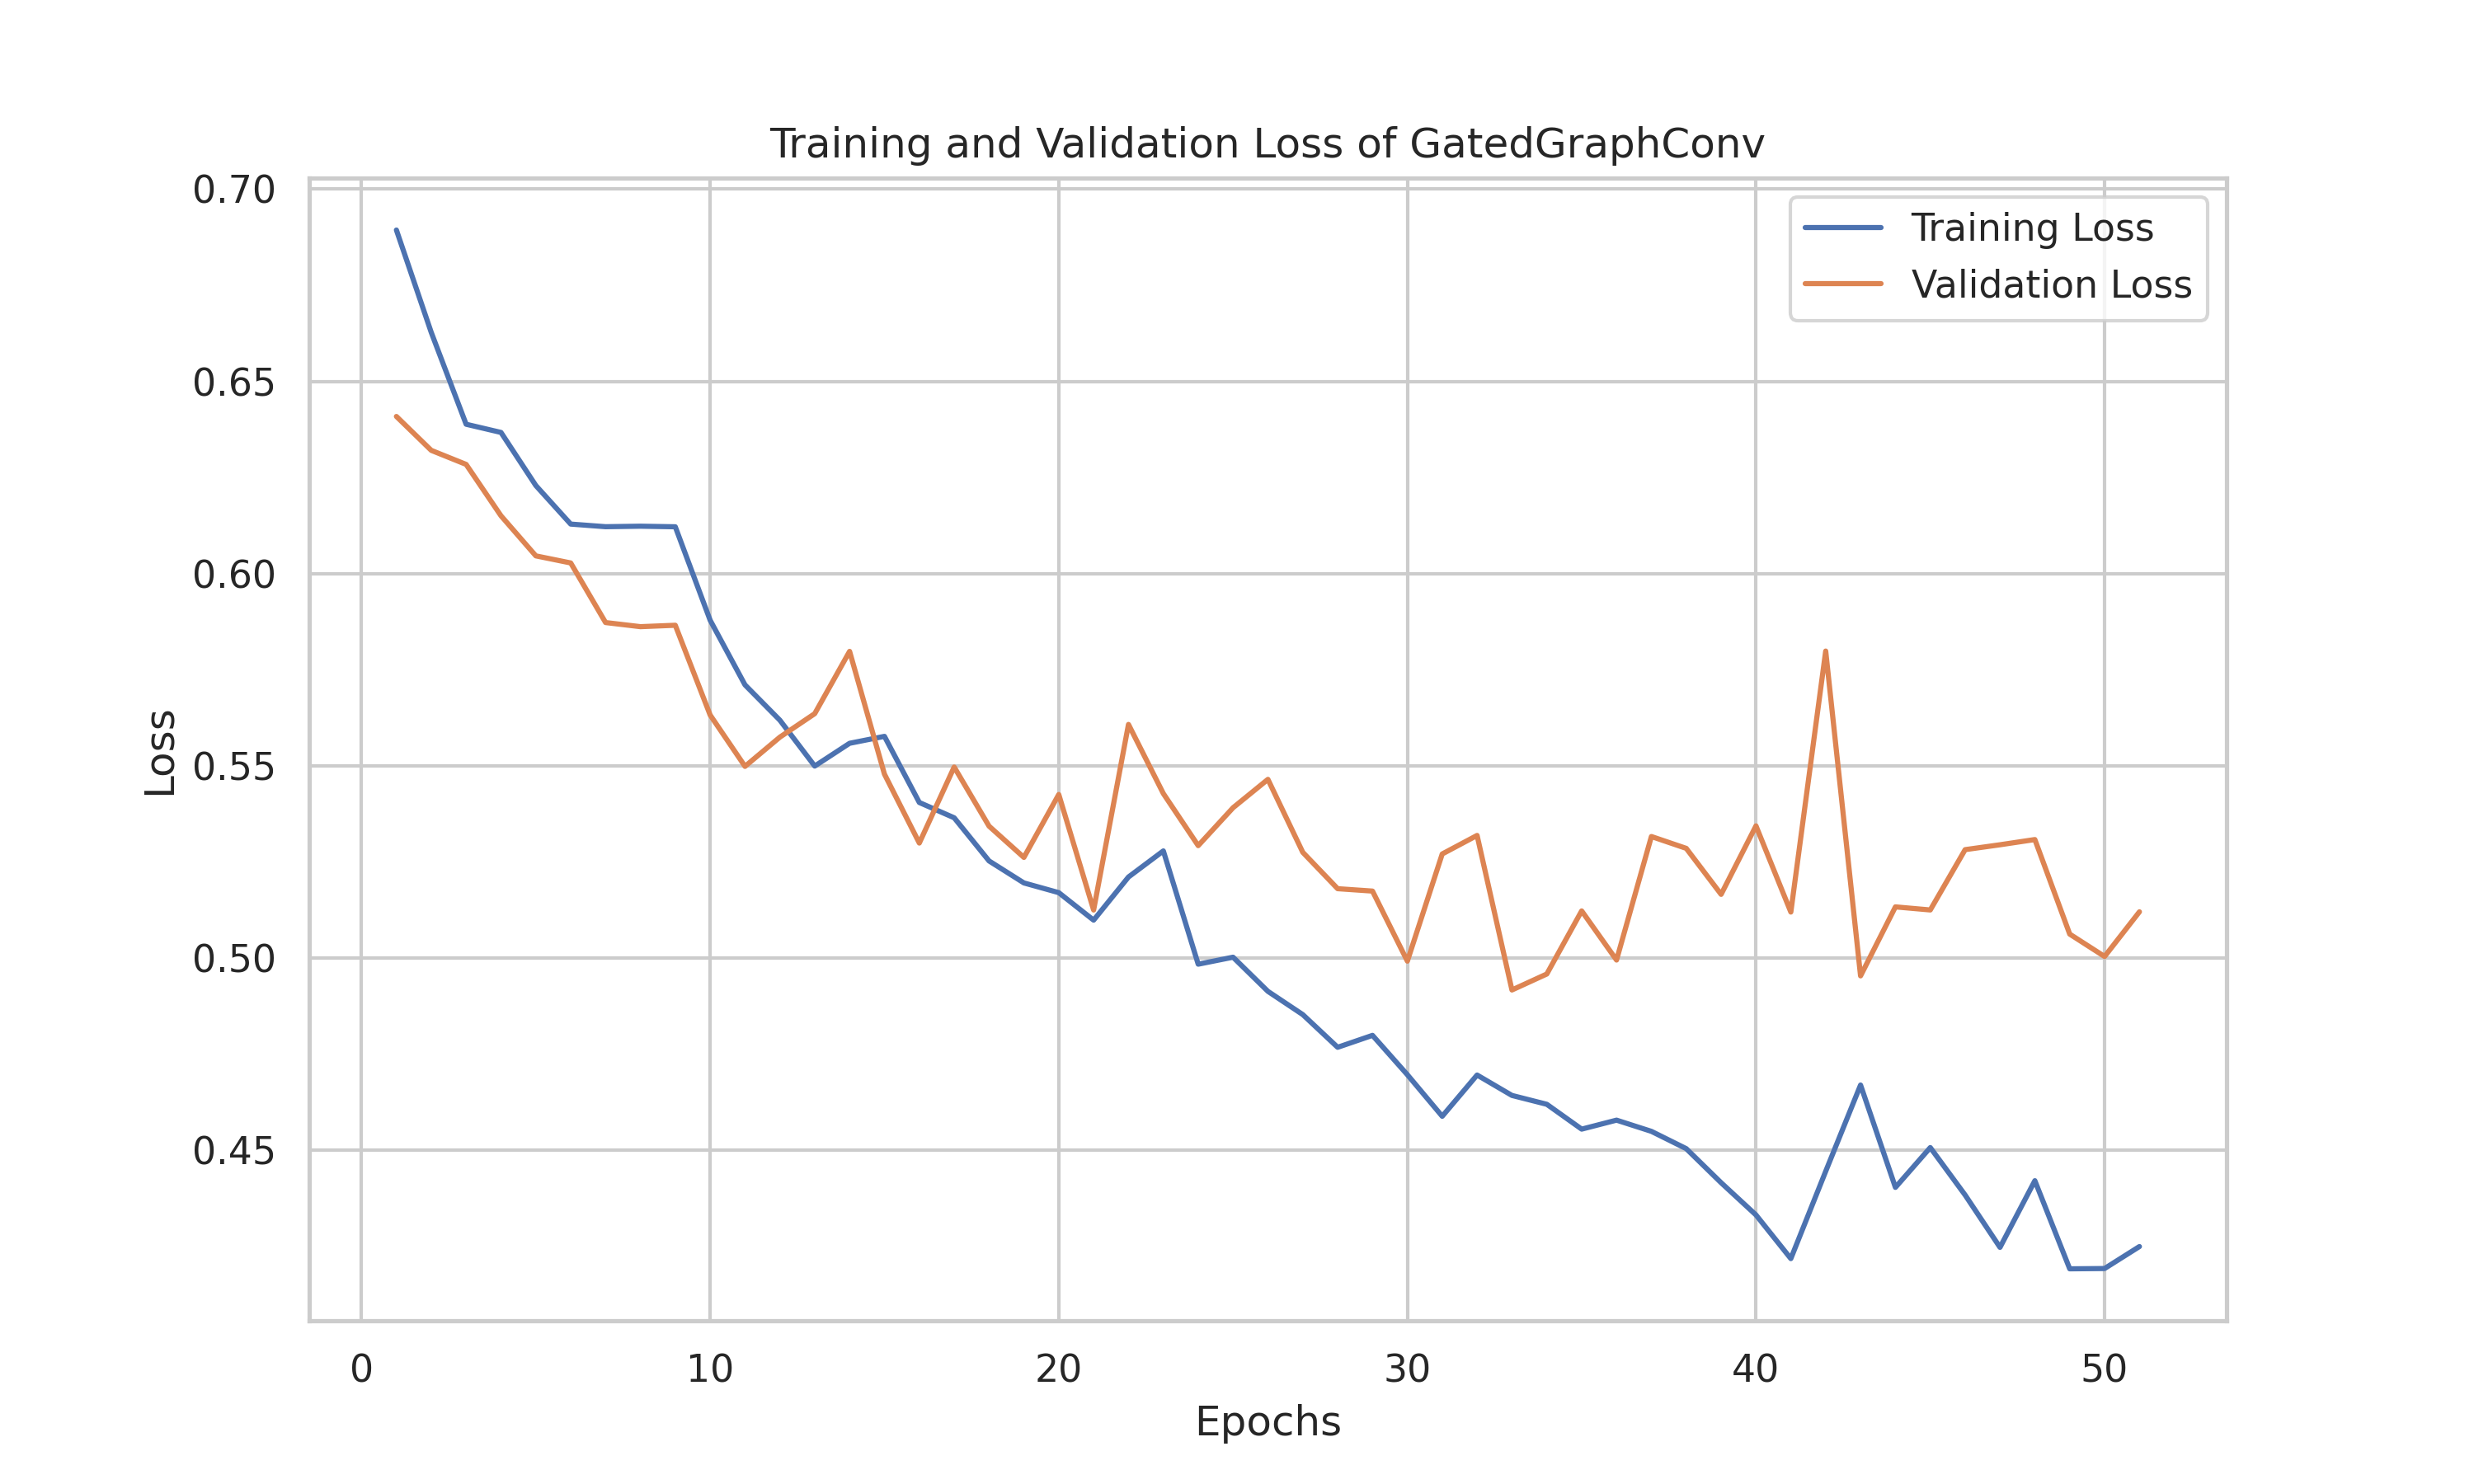 Training and Validation Loss of GatedGraphConv
Training Loss
Validation Loss
Loss
0.70
0.65
0.60
0.55
0.50
0.45
0 10 20 30 40 50
Epochs